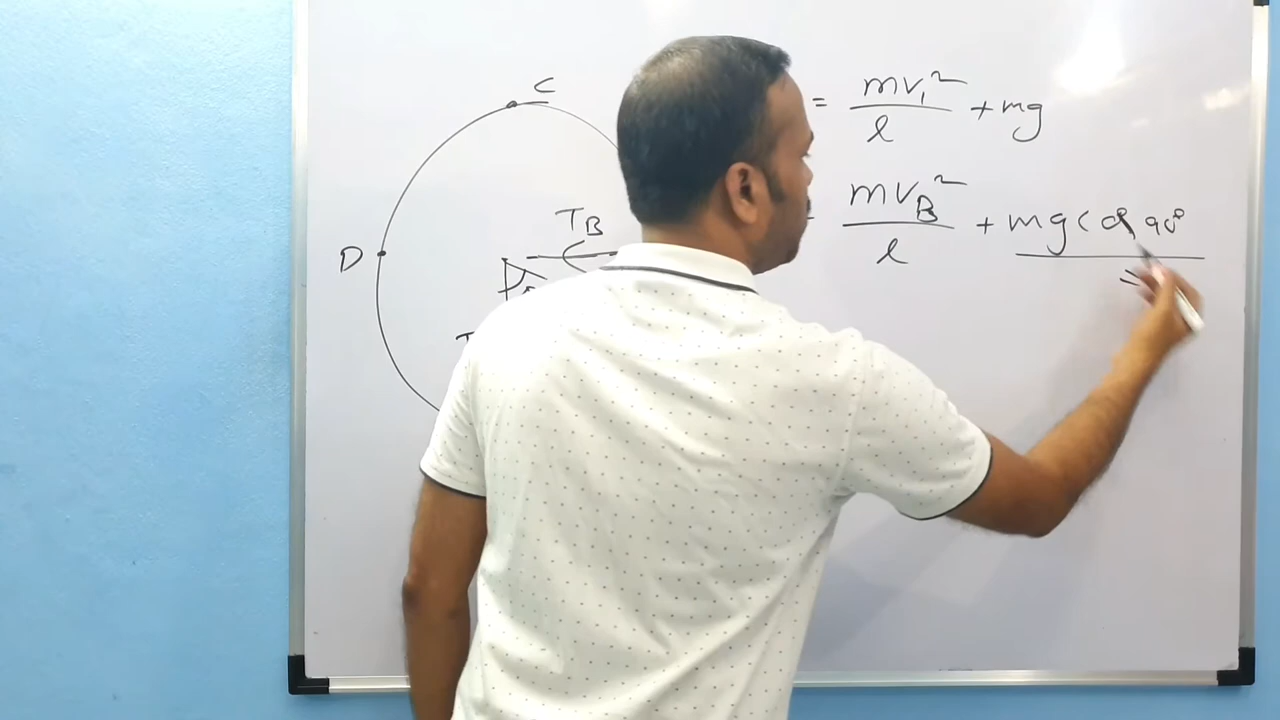 C
= mv₁²/l + mg
T_B
mv_B²/l + mg cos 90°
D